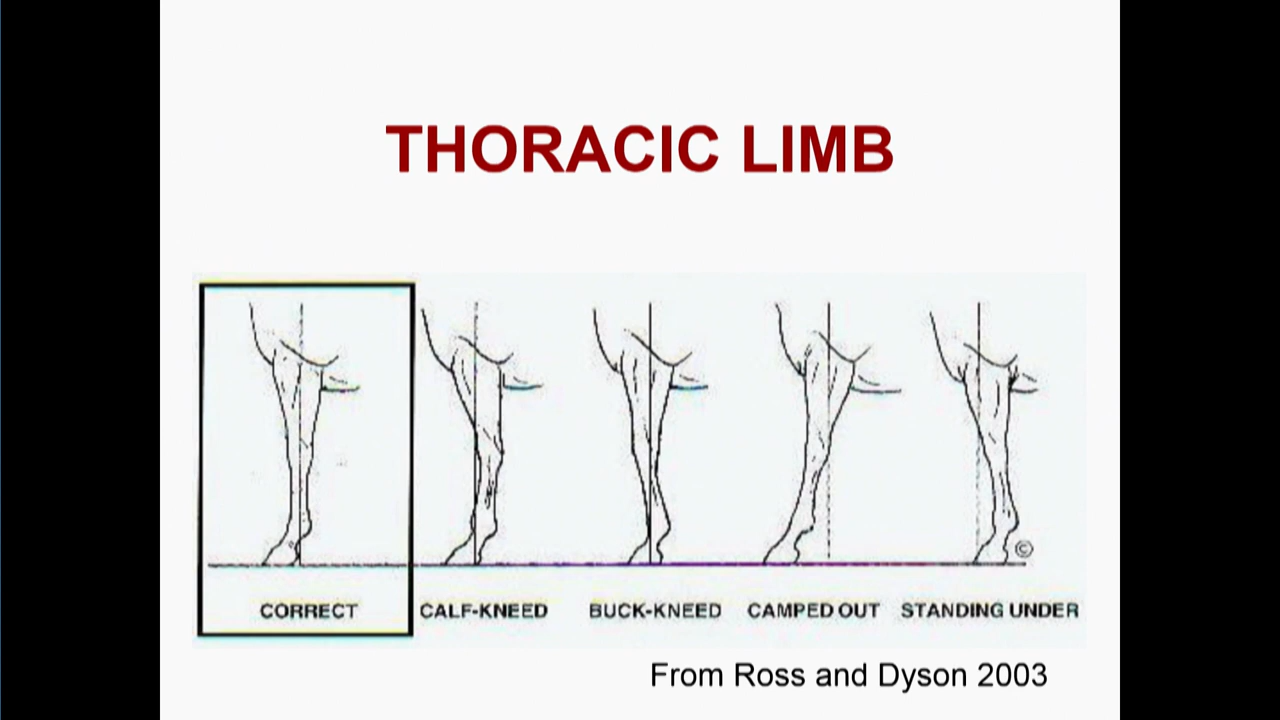 THORACIC LIMB
©
CORRECT CALF-KNEED BUCK-KNEED CAMPED OUT STANDING UNDER
From Ross and Dyson 2003